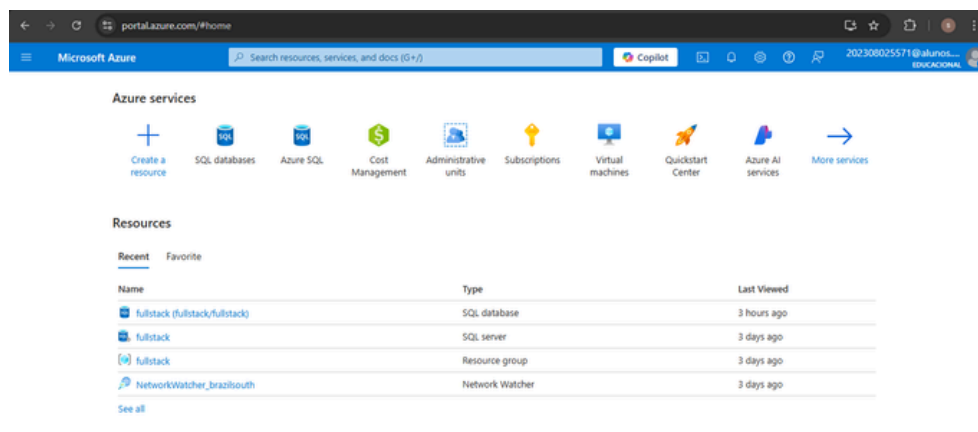 portal.azure.com/#home
Microsoft Azure
Search resources, services, and docs (G+/)
Copilot
202308025571@alunos....
EDUCACIONAL
Azure services
Create a resource
SQL databases
Azure SQL
Cost Management
Administrative units
Subscriptions
Virtual machines
Quickstart Center
Azure AI services
More services
Resources
Recent Favorite
Name Type Last Viewed
fullstack (fullstack/fullstack) SQL database 3 hours ago
fullstack SQL server 3 days ago
fullstack Resource group 3 days ago
NetworkWatcher_brazilsouth Network Watcher 3 days ago
See all